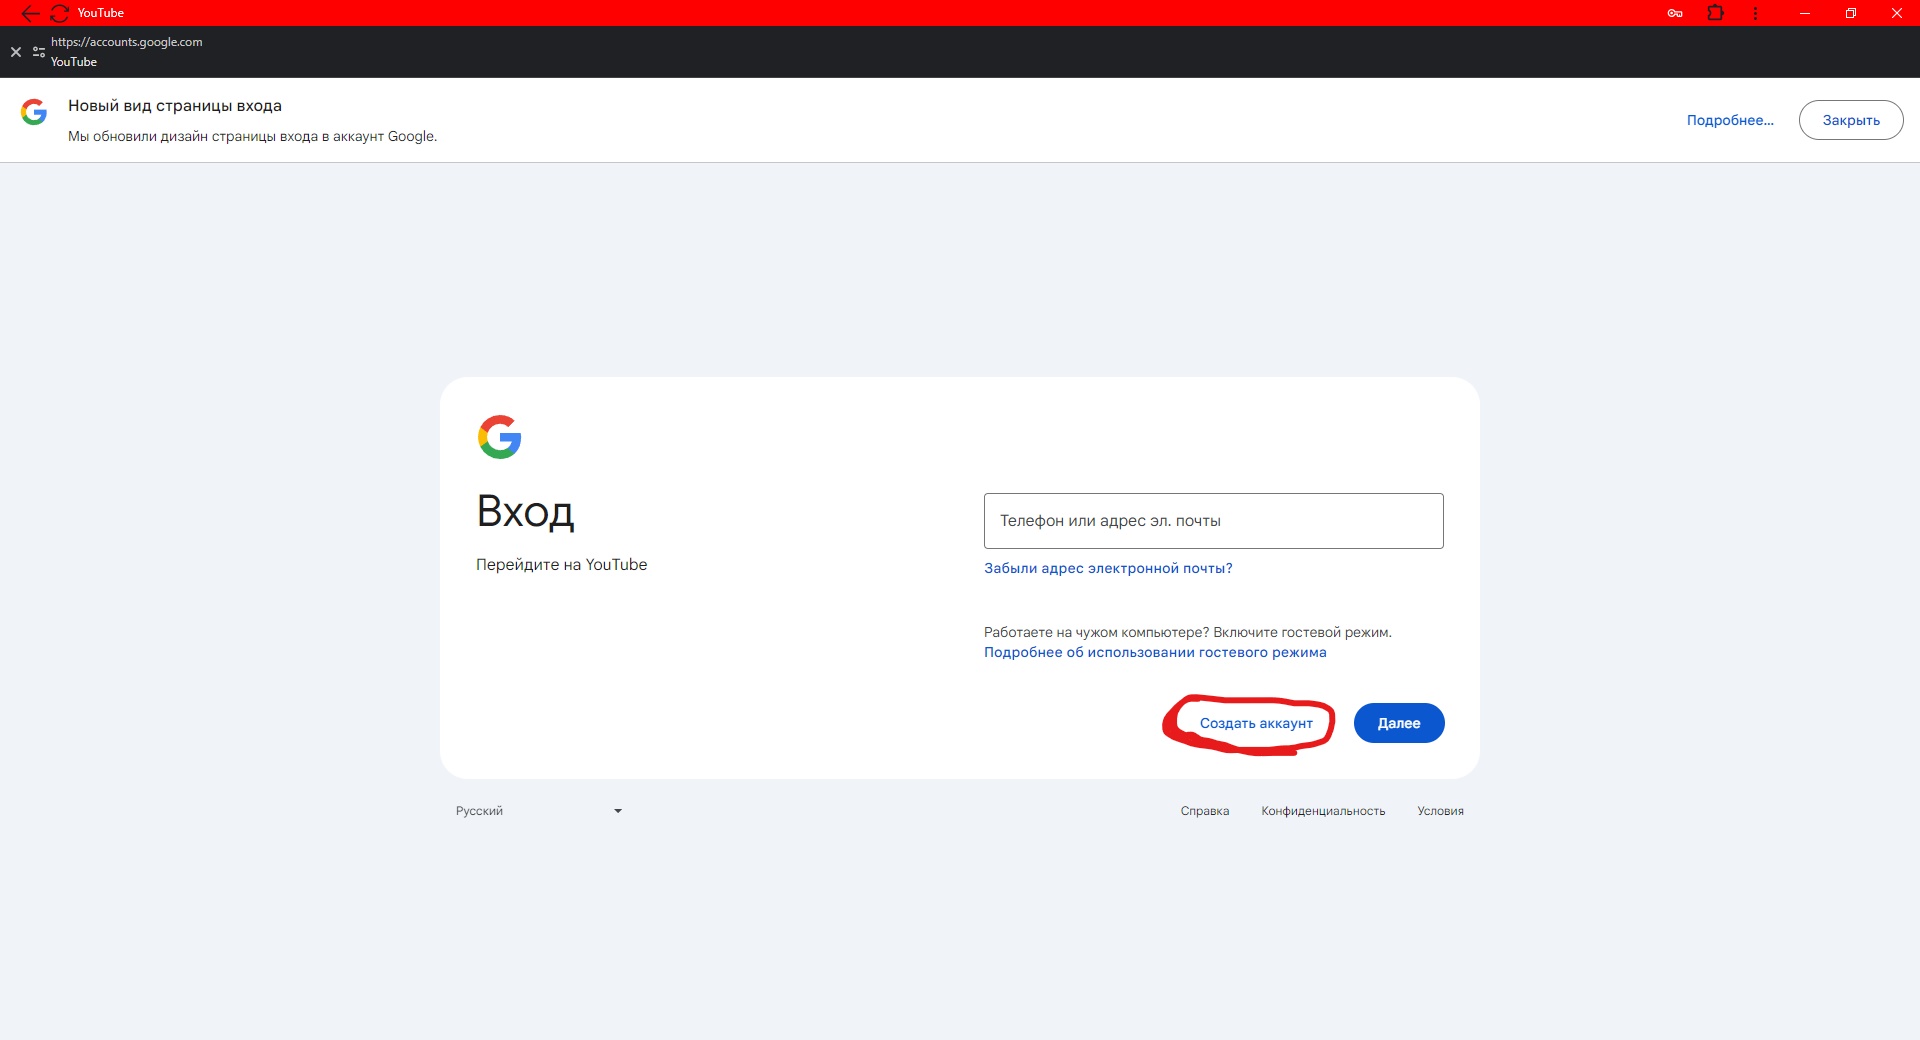 YouTube
https://accounts.google.com
YouTube
Новый вид страницы входа
Мы обновили дизайн страницы входа в аккаунт Google.
Подробнее...
Закрыть
Вход
Перейдите на YouTube
Телефон или адрес эл. почты
Забыли адрес электронной почты?
Работаете на чужом компьютере? Включите гостевой режим.
Подробнее об использовании гостевого режима
Создать аккаунт
Далее
Русский
Справка
Конфиденциальность
Условия